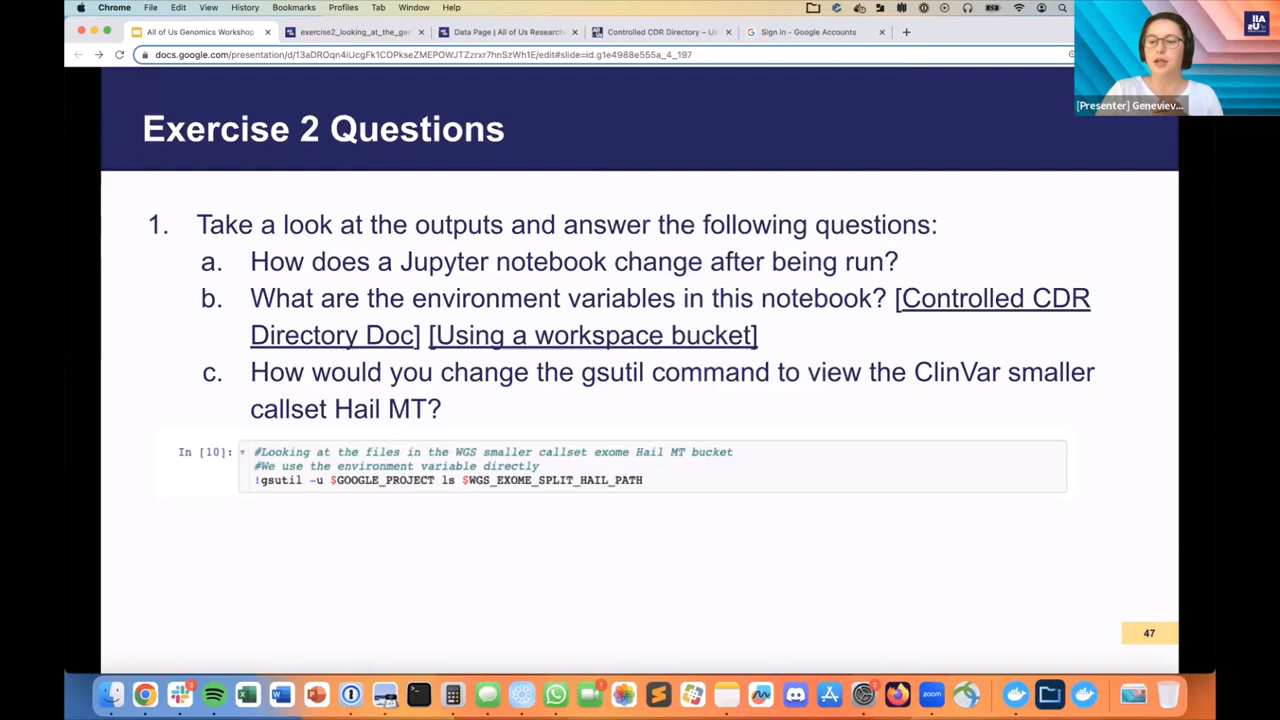 Chrome File Edit View History Bookmarks Profiles Tab Window Help
All of Us Genomics Workshop exercise2_looking_at_the_ger Data Page | All of Us Research Controlled CDR Directory – Us Sign in - Google Accounts
docs.google.com/presentation/d/13aDROqn4iUcgFk1COPkseZMEPOWJTZzrxr7hnSzWh1E/edit#slide=id.g1e4988e555a_4_197
[Presenter] Geneviev...
Exercise 2 Questions
1. Take a look at the outputs and answer the following questions:
a. How does a Jupyter notebook change after being run?
b. What are the environment variables in this notebook? [Controlled CDR
Directory Doc] [Using a workspace bucket]
c. How would you change the gsutil command to view the ClinVar smaller
callset Hail MT?
In [10]: #Looking at the files in the WGS smaller callset exome Hail MT bucket
#We use the environment variable directly
!gsutil -u $GOOGLE_PROJECT ls $WGS_EXOME_SPLIT_HAIL_PATH
47
zoom